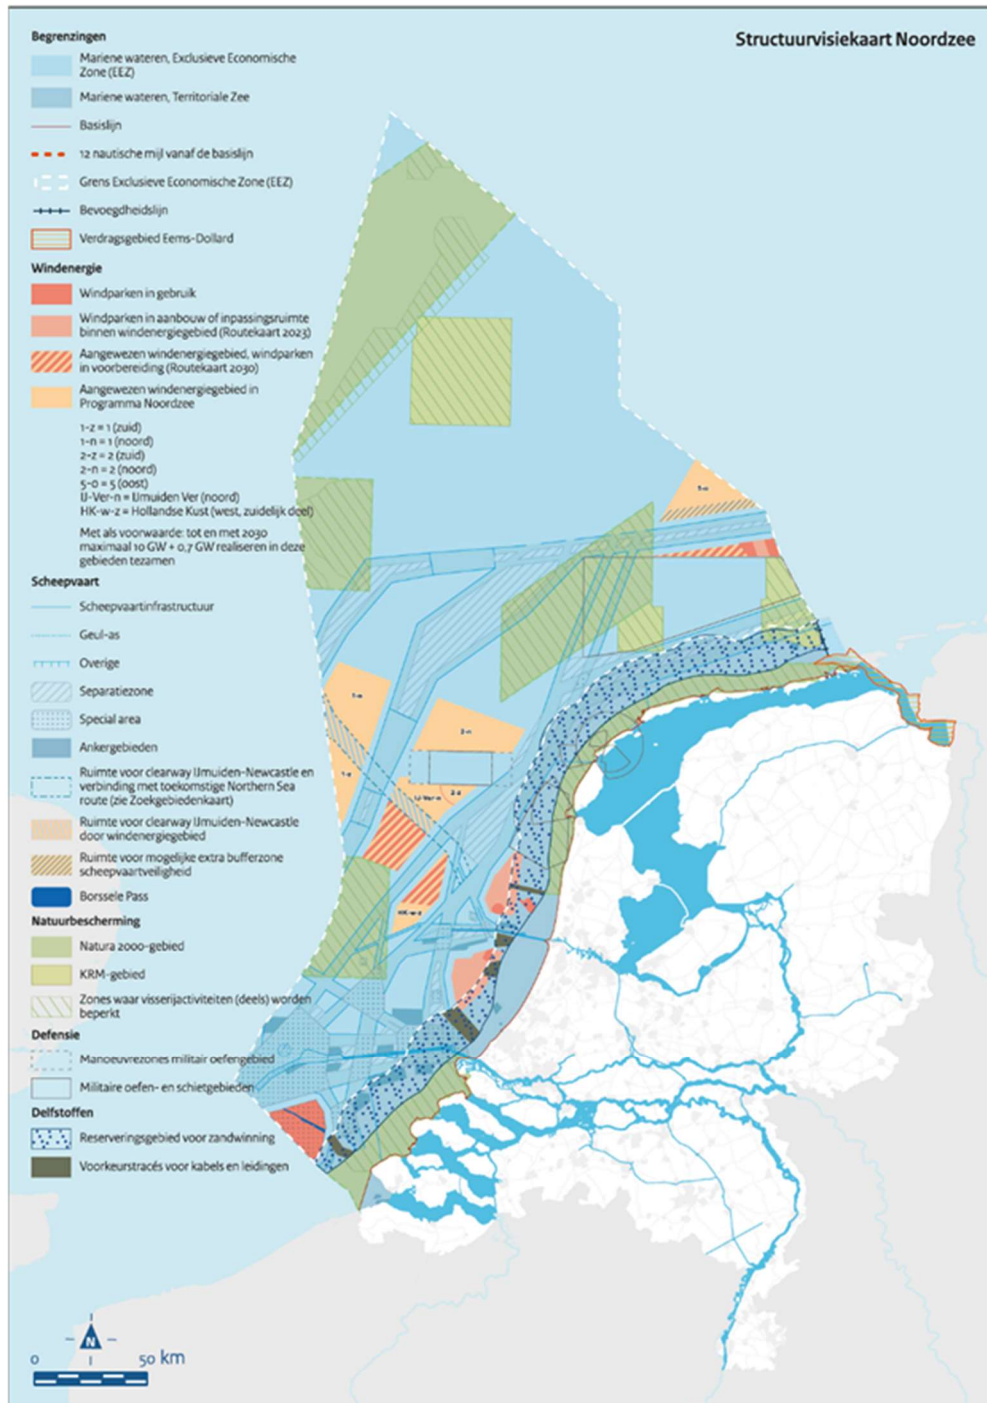 Structuurvisiekaart Noordzee
Begrenzingen
Mariene wateren, Exclusieve Economische
Zone (EEZ)
Mariene wateren, Territoriale Zee
Basislijn
12 nautische mijl vanaf de basislijn
Grens Exclusieve Economische Zone (EEZ)
Bevoegdheidslijn
Verdragsgebied Eems-Dollard
Windenergie
Windparken in gebruik
Windparken in aanbouw of inpassingsruimte
binnen windenergiegebied (Routekaart 2023)
Aangewezen windenergiegebied, windparken
in voorbereiding (Routekaart 2030)
Aangewezen windenergiegebied in
Programma Noordzee
1-z = 1 (zuid)
1-n = 1 (noord)
2-z = 2 (zuid)
2-n = 2 (noord)
5-o = 5 (oost)
IJ-Ver-n = IJmuiden Ver (noord)
HK-w-z = Hollandse Kust (west, zuidelijk deel)
Met als voorwaarde: tot en met 2030
maximaal 10 GW + 0,7 GW realiseren in deze
gebieden tezamen
Scheepvaart
Scheepvaartinfrastructuur
Geul-as
Overige
Separatiezone
Special area
Ankergebieden
Ruimte voor clearway IJmuiden-Newcastle en
verbinding met toekomstige Northern Sea
route (zie Zoekgebiedenkaart)
Ruimte voor clearway IJmuiden-Newcastle
door windenergiegebied
Ruimte voor mogelijke extra bufferzone
scheepvaartveiligheid
Borssele Pass
Natuurbescherming
Natura 2000-gebied
KRM-gebied
Zones waar visserijactiviteiten (deels) worden
beperkt
Defensie
Manoeuvrezones militair oefengebied
Militaire oefen- en schietgebieden
Delfstoffen
Reserveringsgebied voor zandwinning
Voorkeurstracés voor kabels en leidingen
1-n
2-n
1-z
IJ-Ver-n
2-z
HK-w-z
N
0
50 km